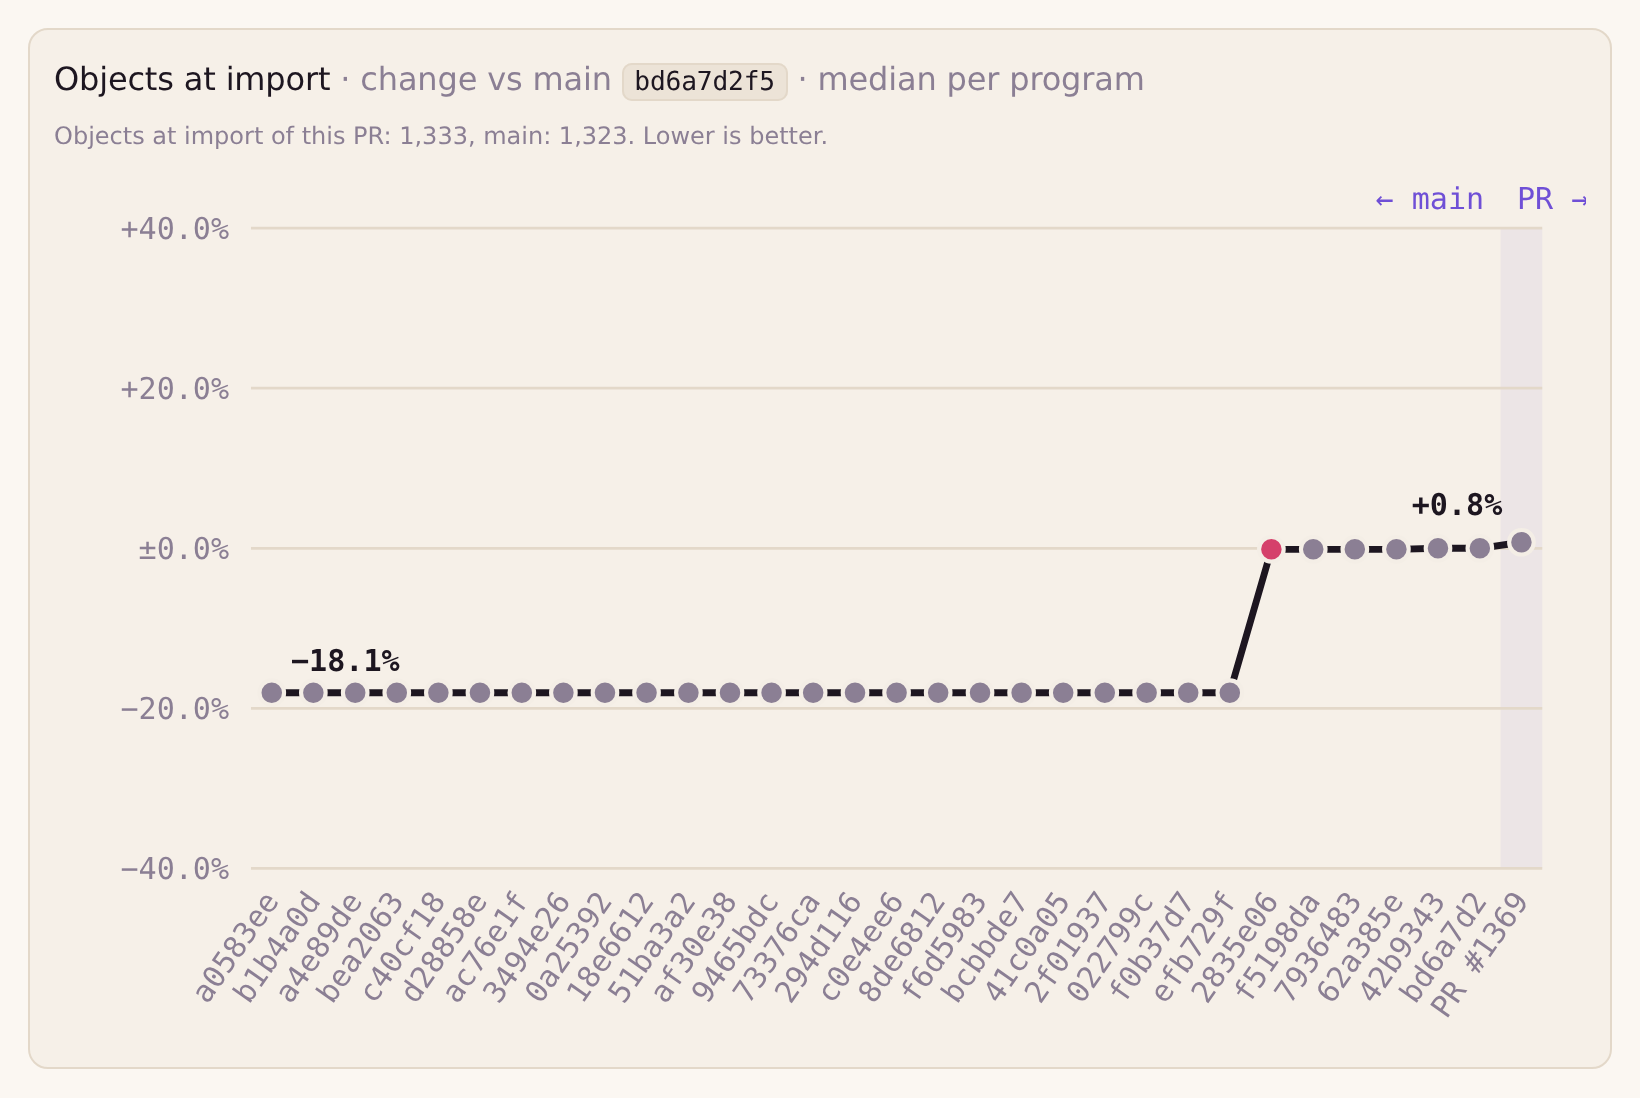 Objects at import · change vs main bd6a7d2f5 · median per program
Objects at import of this PR: 1,333, main: 1,323. Lower is better.
← main PR →
+40.0%
+20.0%
±0.0%
−20.0%
−40.0%
−18.1%
+0.8%
a0583ee
b1b4a0d
a4e89de
bea2063
c40cf18
d28858e
ac76e1f
3494e26
0a25392
18e6612
51ba3a2
af30e38
9465bdc
73376ca
294d116
c0e4ee6
8de6812
f6d5983
bcbbde7
41c0a05
2f01937
022799c
f0b37d7
efb729f
2835e06
f5198da
7936483
62a385e
42b9343
bd6a7d2
PR #1369